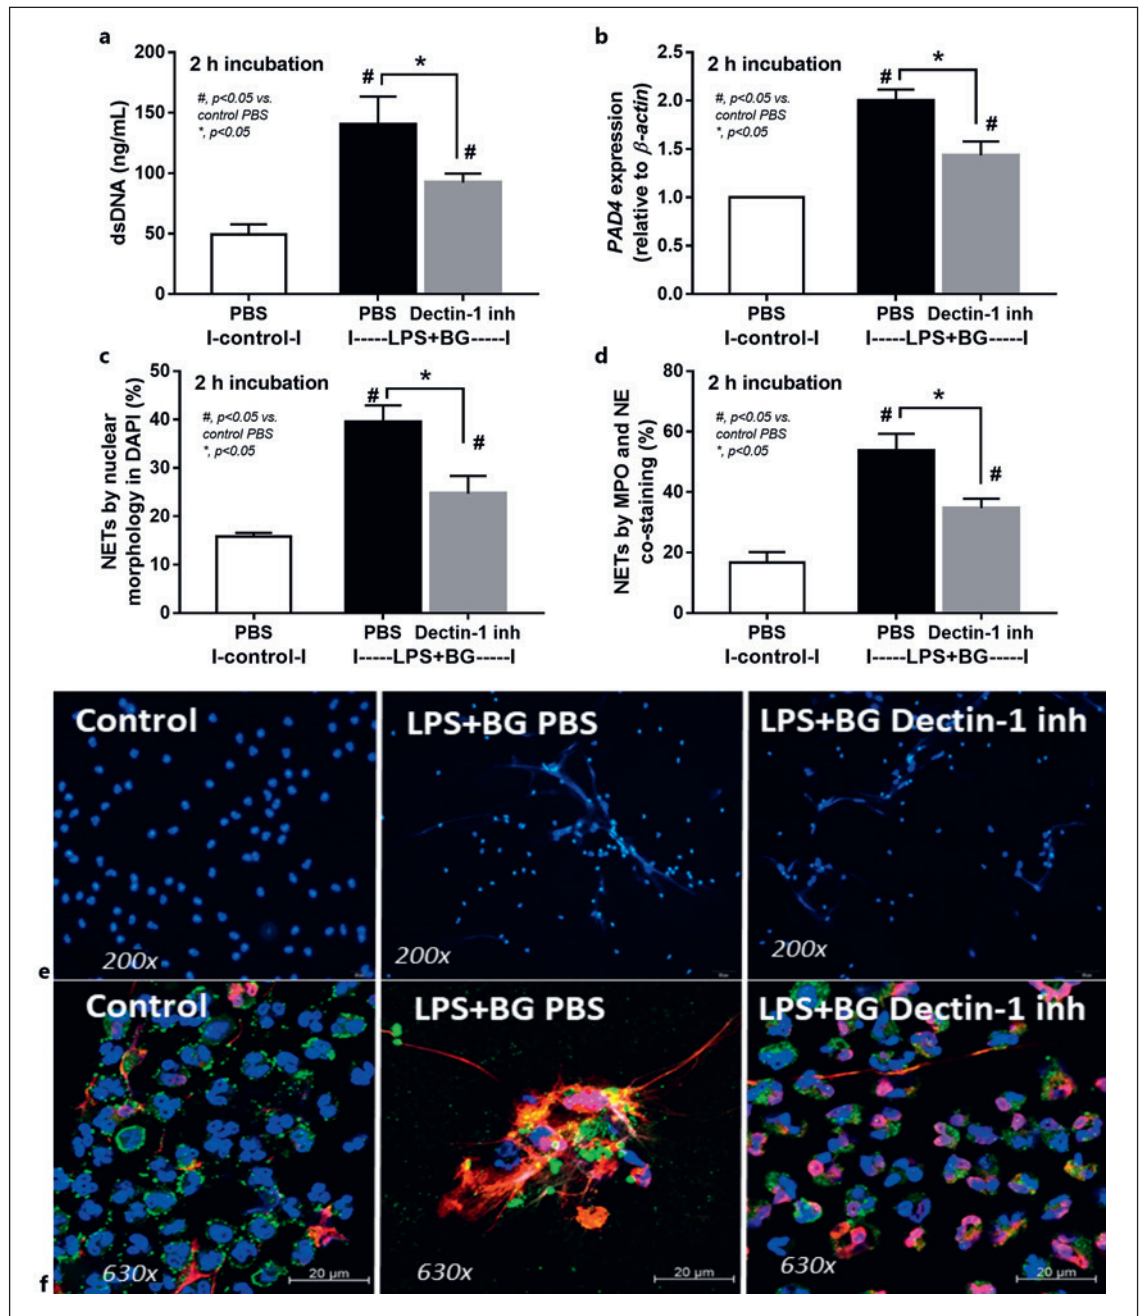 a
200
150
100
50
0
dsDNA (ng/mL)
2 h incubation
#, p<0.05 vs.
control PBS
*, p<0.05
#
*
#
PBS
PBS Dectin-1 inh
I-control-I
I-----LPS+BG-----I
b
2.5
2.0
1.5
1.0
0.5
0.0
PAD4 expression
(relative to β-actin)
2 h incubation
#, p<0.05 vs.
control PBS
*, p<0.05
#
*
#
PBS
PBS Dectin-1 inh
I-control-I
I-----LPS+BG-----I
c
50
40
30
20
10
0
NETs by nuclear
morphology in DAPI (%)
2 h incubation
#, p<0.05 vs.
control PBS
*, p<0.05
#
*
#
PBS
PBS Dectin-1 inh
I-control-I
I-----LPS+BG-----I
d
80
60
40
20
0
NETs by MPO and NE
co-staining (%)
2 h incubation
#, p<0.05 vs.
control PBS
*, p<0.05
#
*
#
PBS
PBS Dectin-1 inh
I-control-I
I-----LPS+BG-----I
Control
LPS+BG PBS
LPS+BG Dectin-1 inh
200x
200x
200x
e
Control
LPS+BG PBS
LPS+BG Dectin-1 inh
630x
20 µm
630x
20 µm
630x
20 µm
f